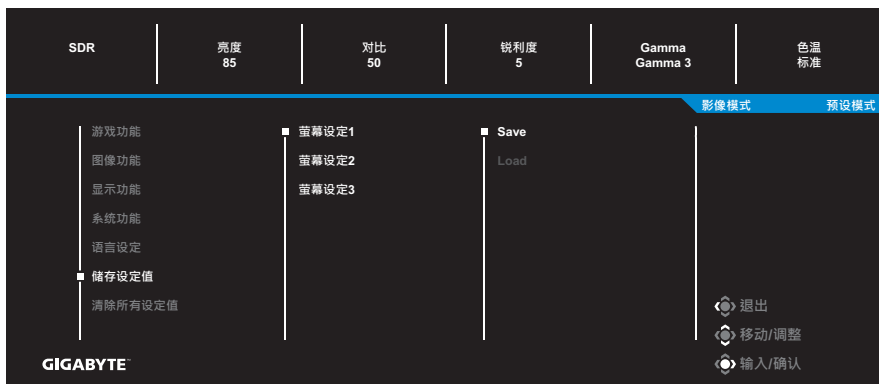 SDR 亮度 对比 锐利度 Gamma 色温
85 50 5 Gamma 3 标准
影像模式 预设模式
游戏功能 萤幕设定1 Save
图像功能 萤幕设定2 Load
显示功能 萤幕设定3
系统功能
语言设定
储存设定值
清除所有设定值
退出
移动/调整
GIGABYTE™ 输入/确认